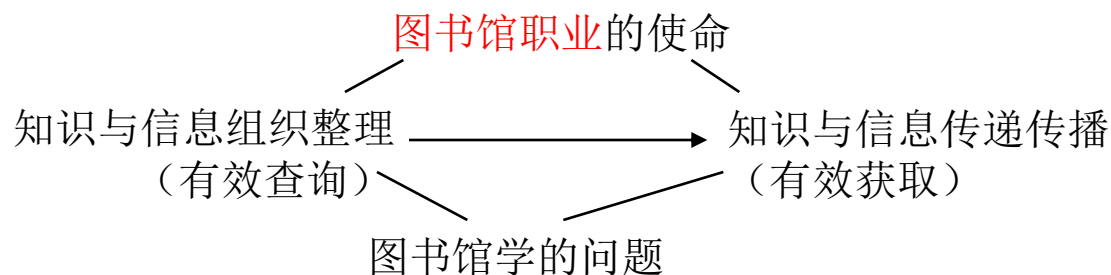 图书馆职业的使命
知识与信息组织整理
知识与信息传递传播
（有效查询）
（有效获取）
图书馆学的问题